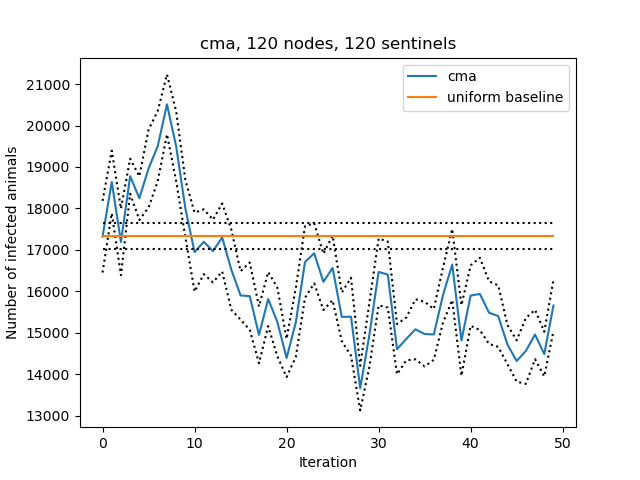 cma, 120 nodes, 120 sentinels
cma
uniform baseline
21000
20000
19000
18000
17000
16000
15000
14000
13000
Number of infected animals
0 10 20 30 40 50
Iteration